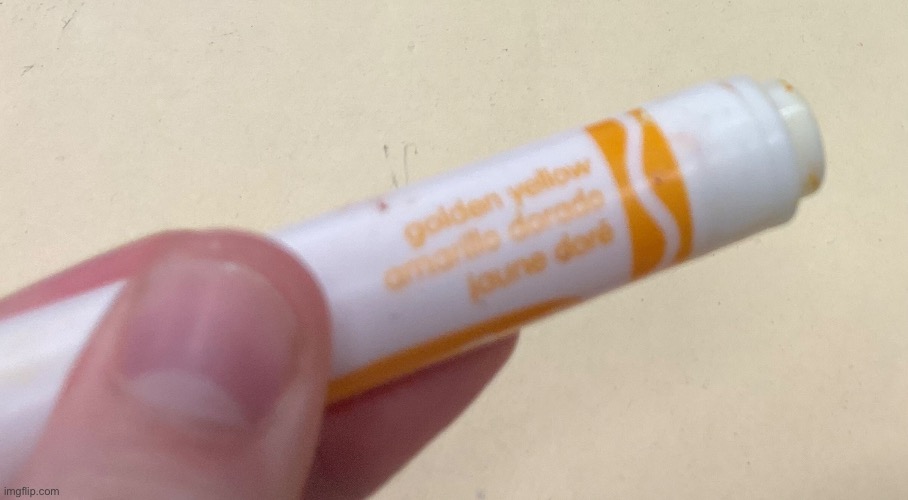 golden yellow
amarillo dorado
jaune doré
imgflip.com